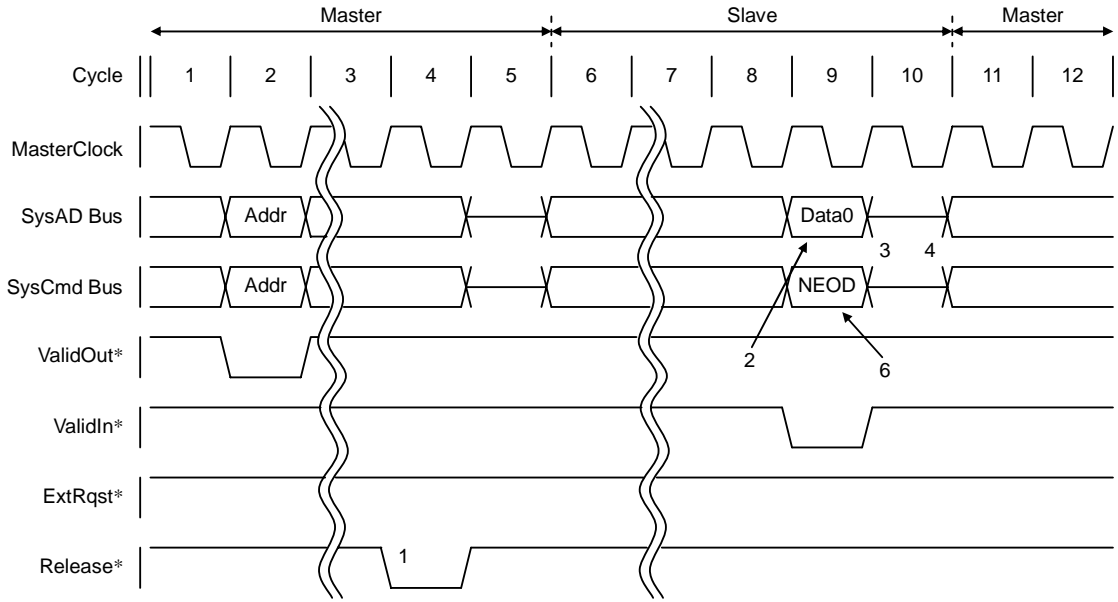 Master Slave Master
Cycle 1 2 3 4 5 6 7 8 9 10 11 12
MasterClock
SysAD Bus Addr Data0
3 4
SysCmd Bus Addr NEOD
ValidOut* 2 6
ValidIn*
ExtRqst*
Release* 1